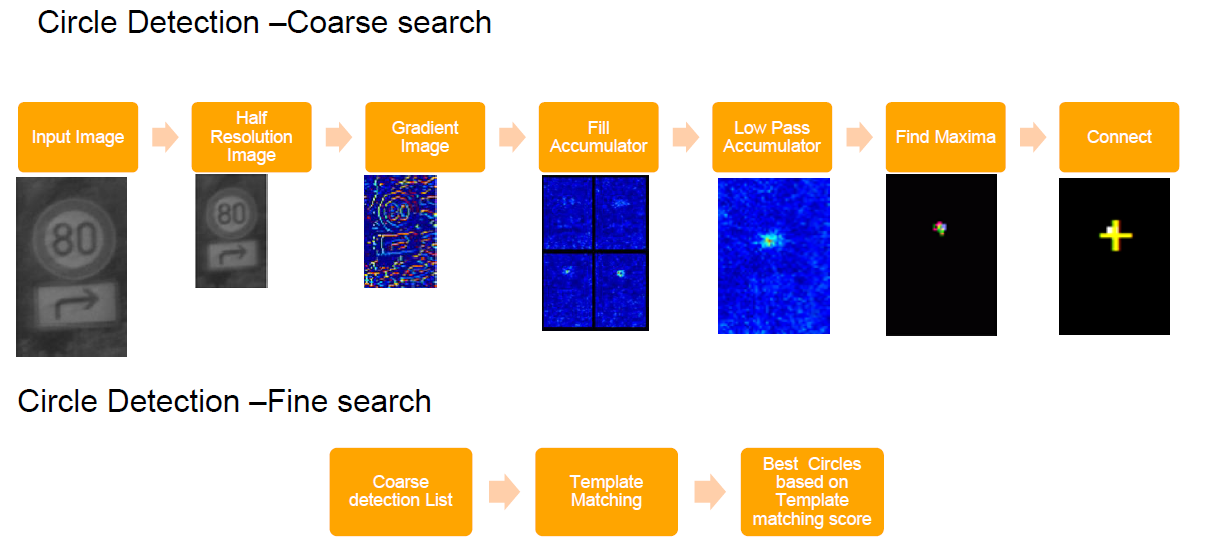 Circle Detection –Coarse search
Input Image
Half
Resolution
Image
Gradient
Image
Fill
Accumulator
Low Pass
Accumulator
Find Maxima
Connect
80
80
80
Circle Detection –Fine search
Coarse
detection List
Template
Matching
Best Circles
based on
Template
matching score